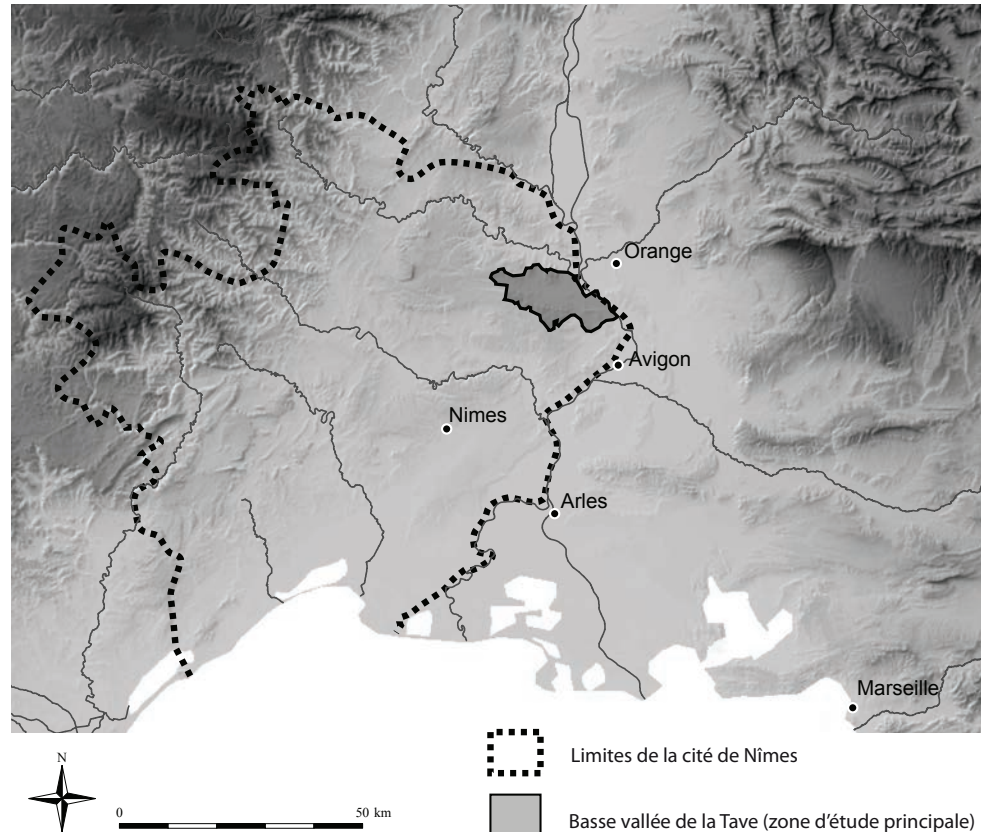 Orange
Avigon
Nimes
Arles
Marseille
Limites de la cité de Nîmes
N
0 50 km
Basse vallée de la Tave (zone d'étude principale)